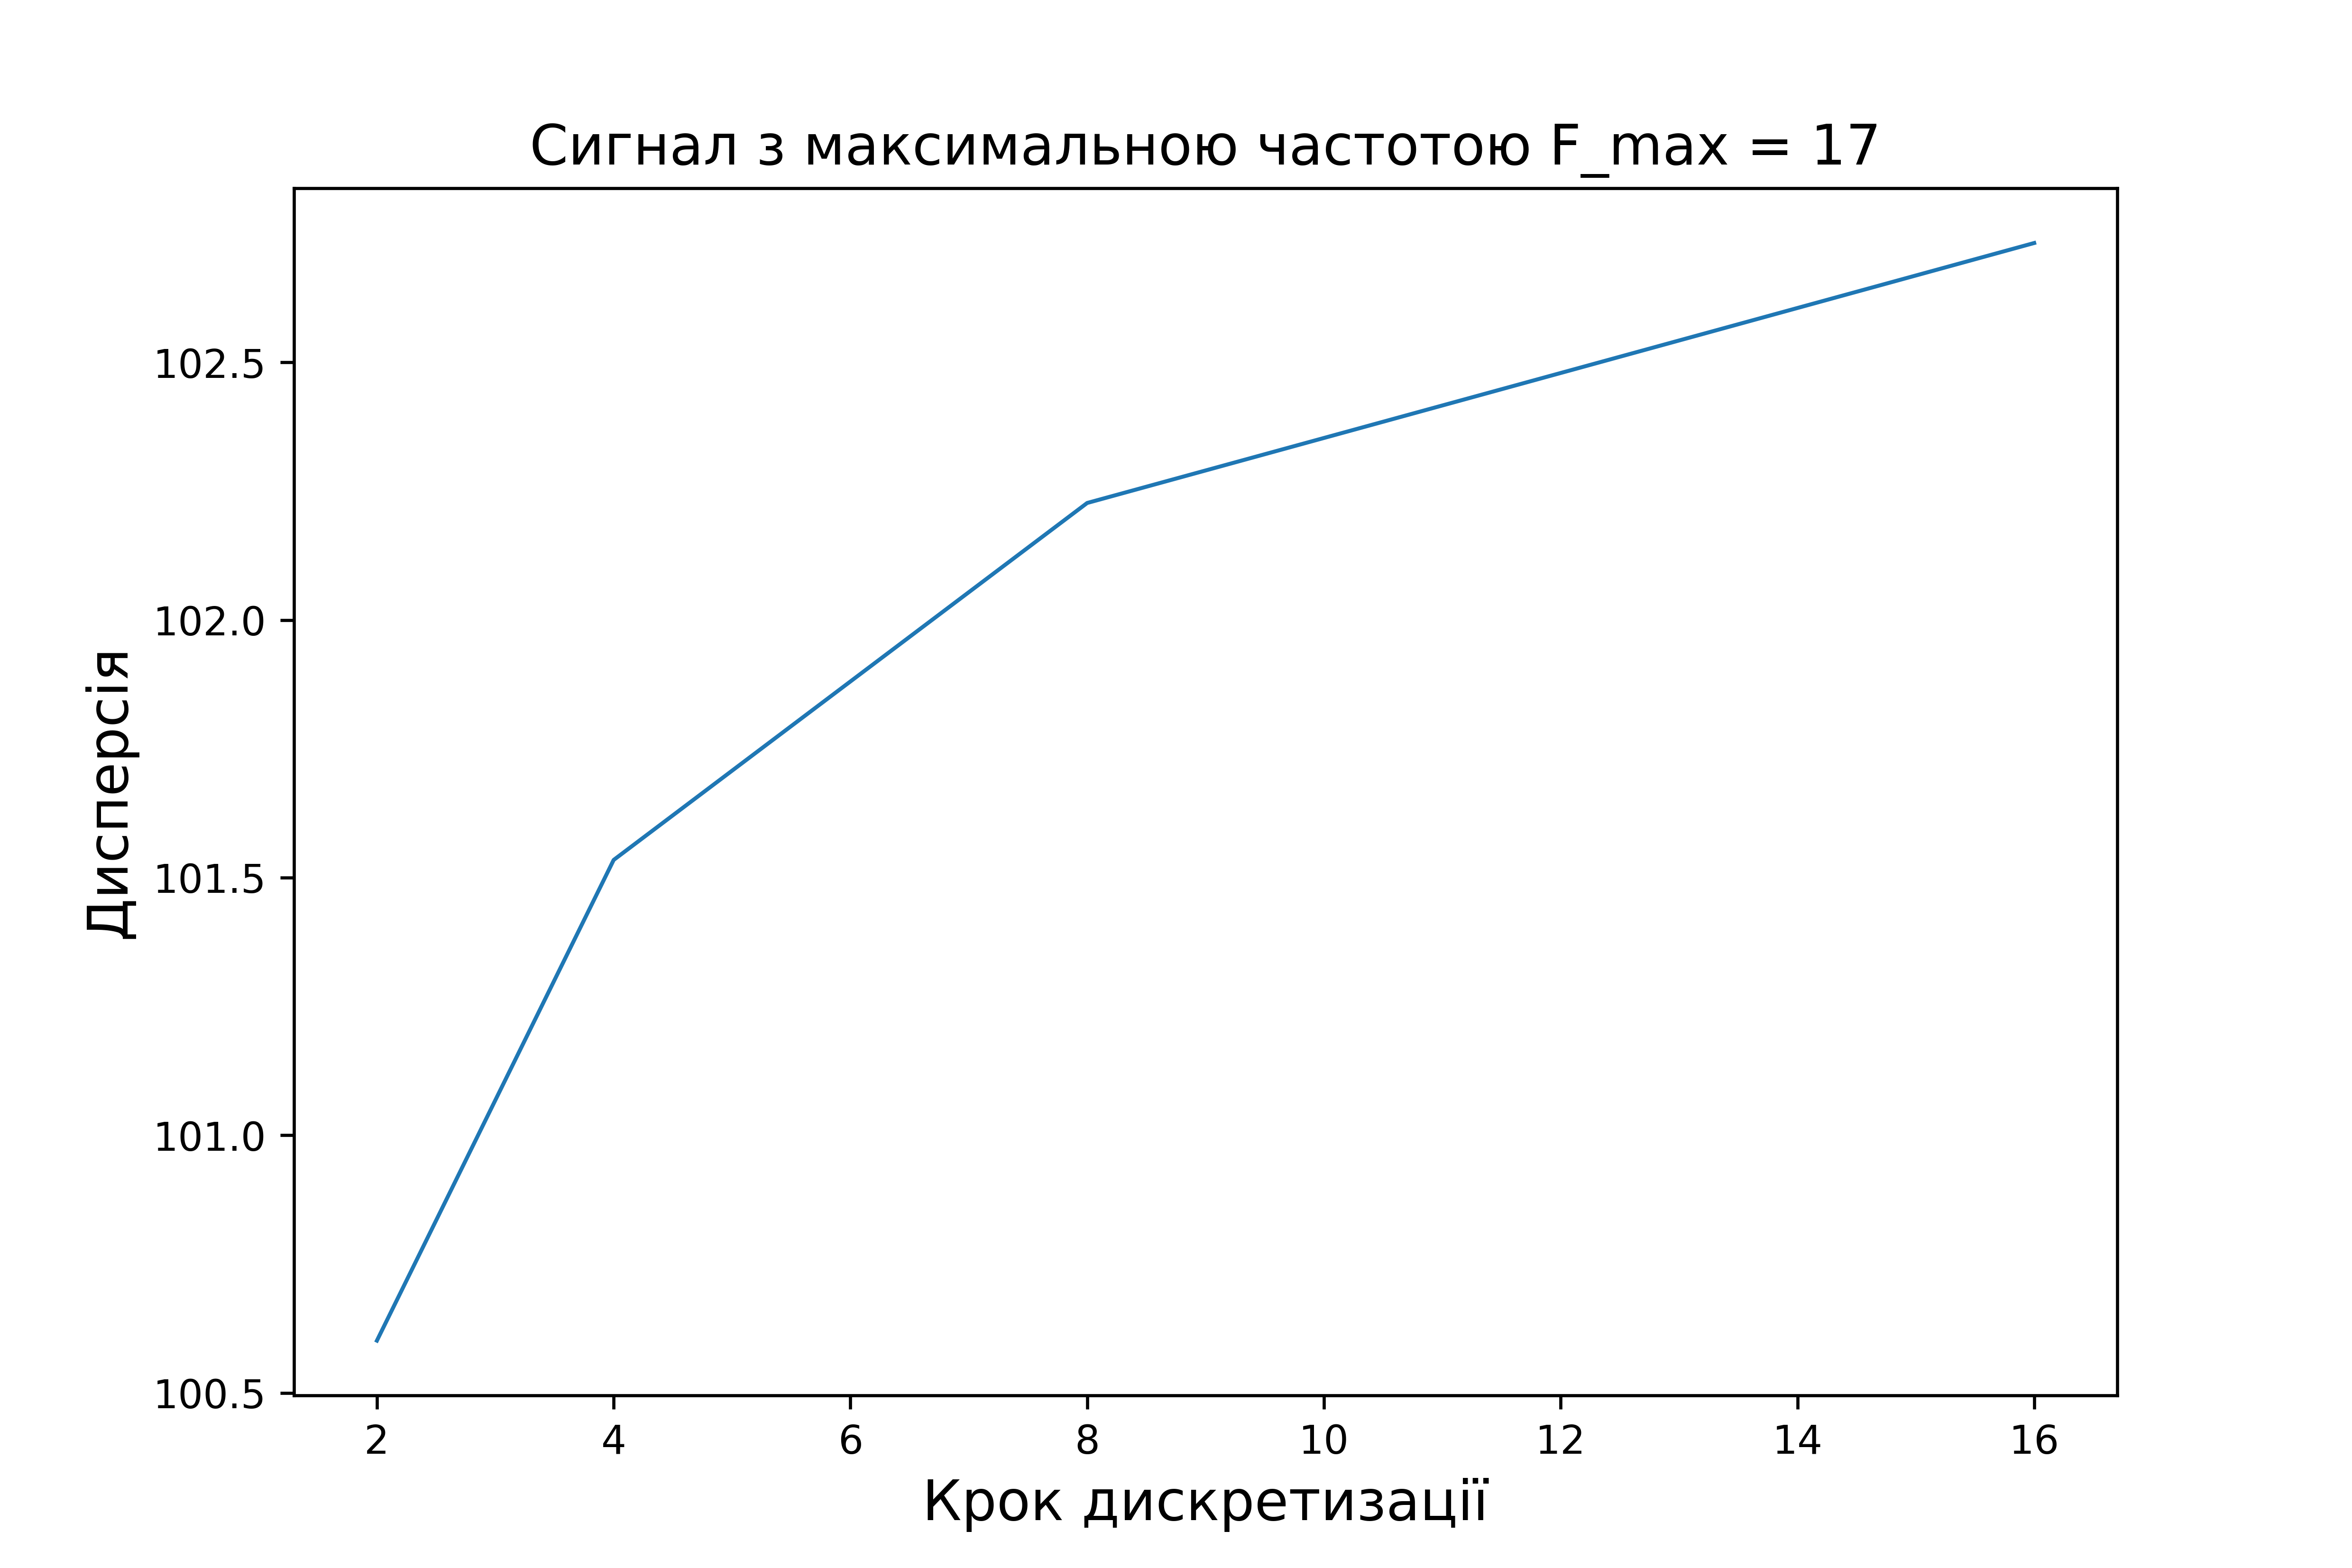 Сигнал з максимальною частотою F_max = 17
Дисперсія
102.5
102.0
101.5
101.0
100.5
2 4 6 8 10 12 14 16
Крок дискретизації